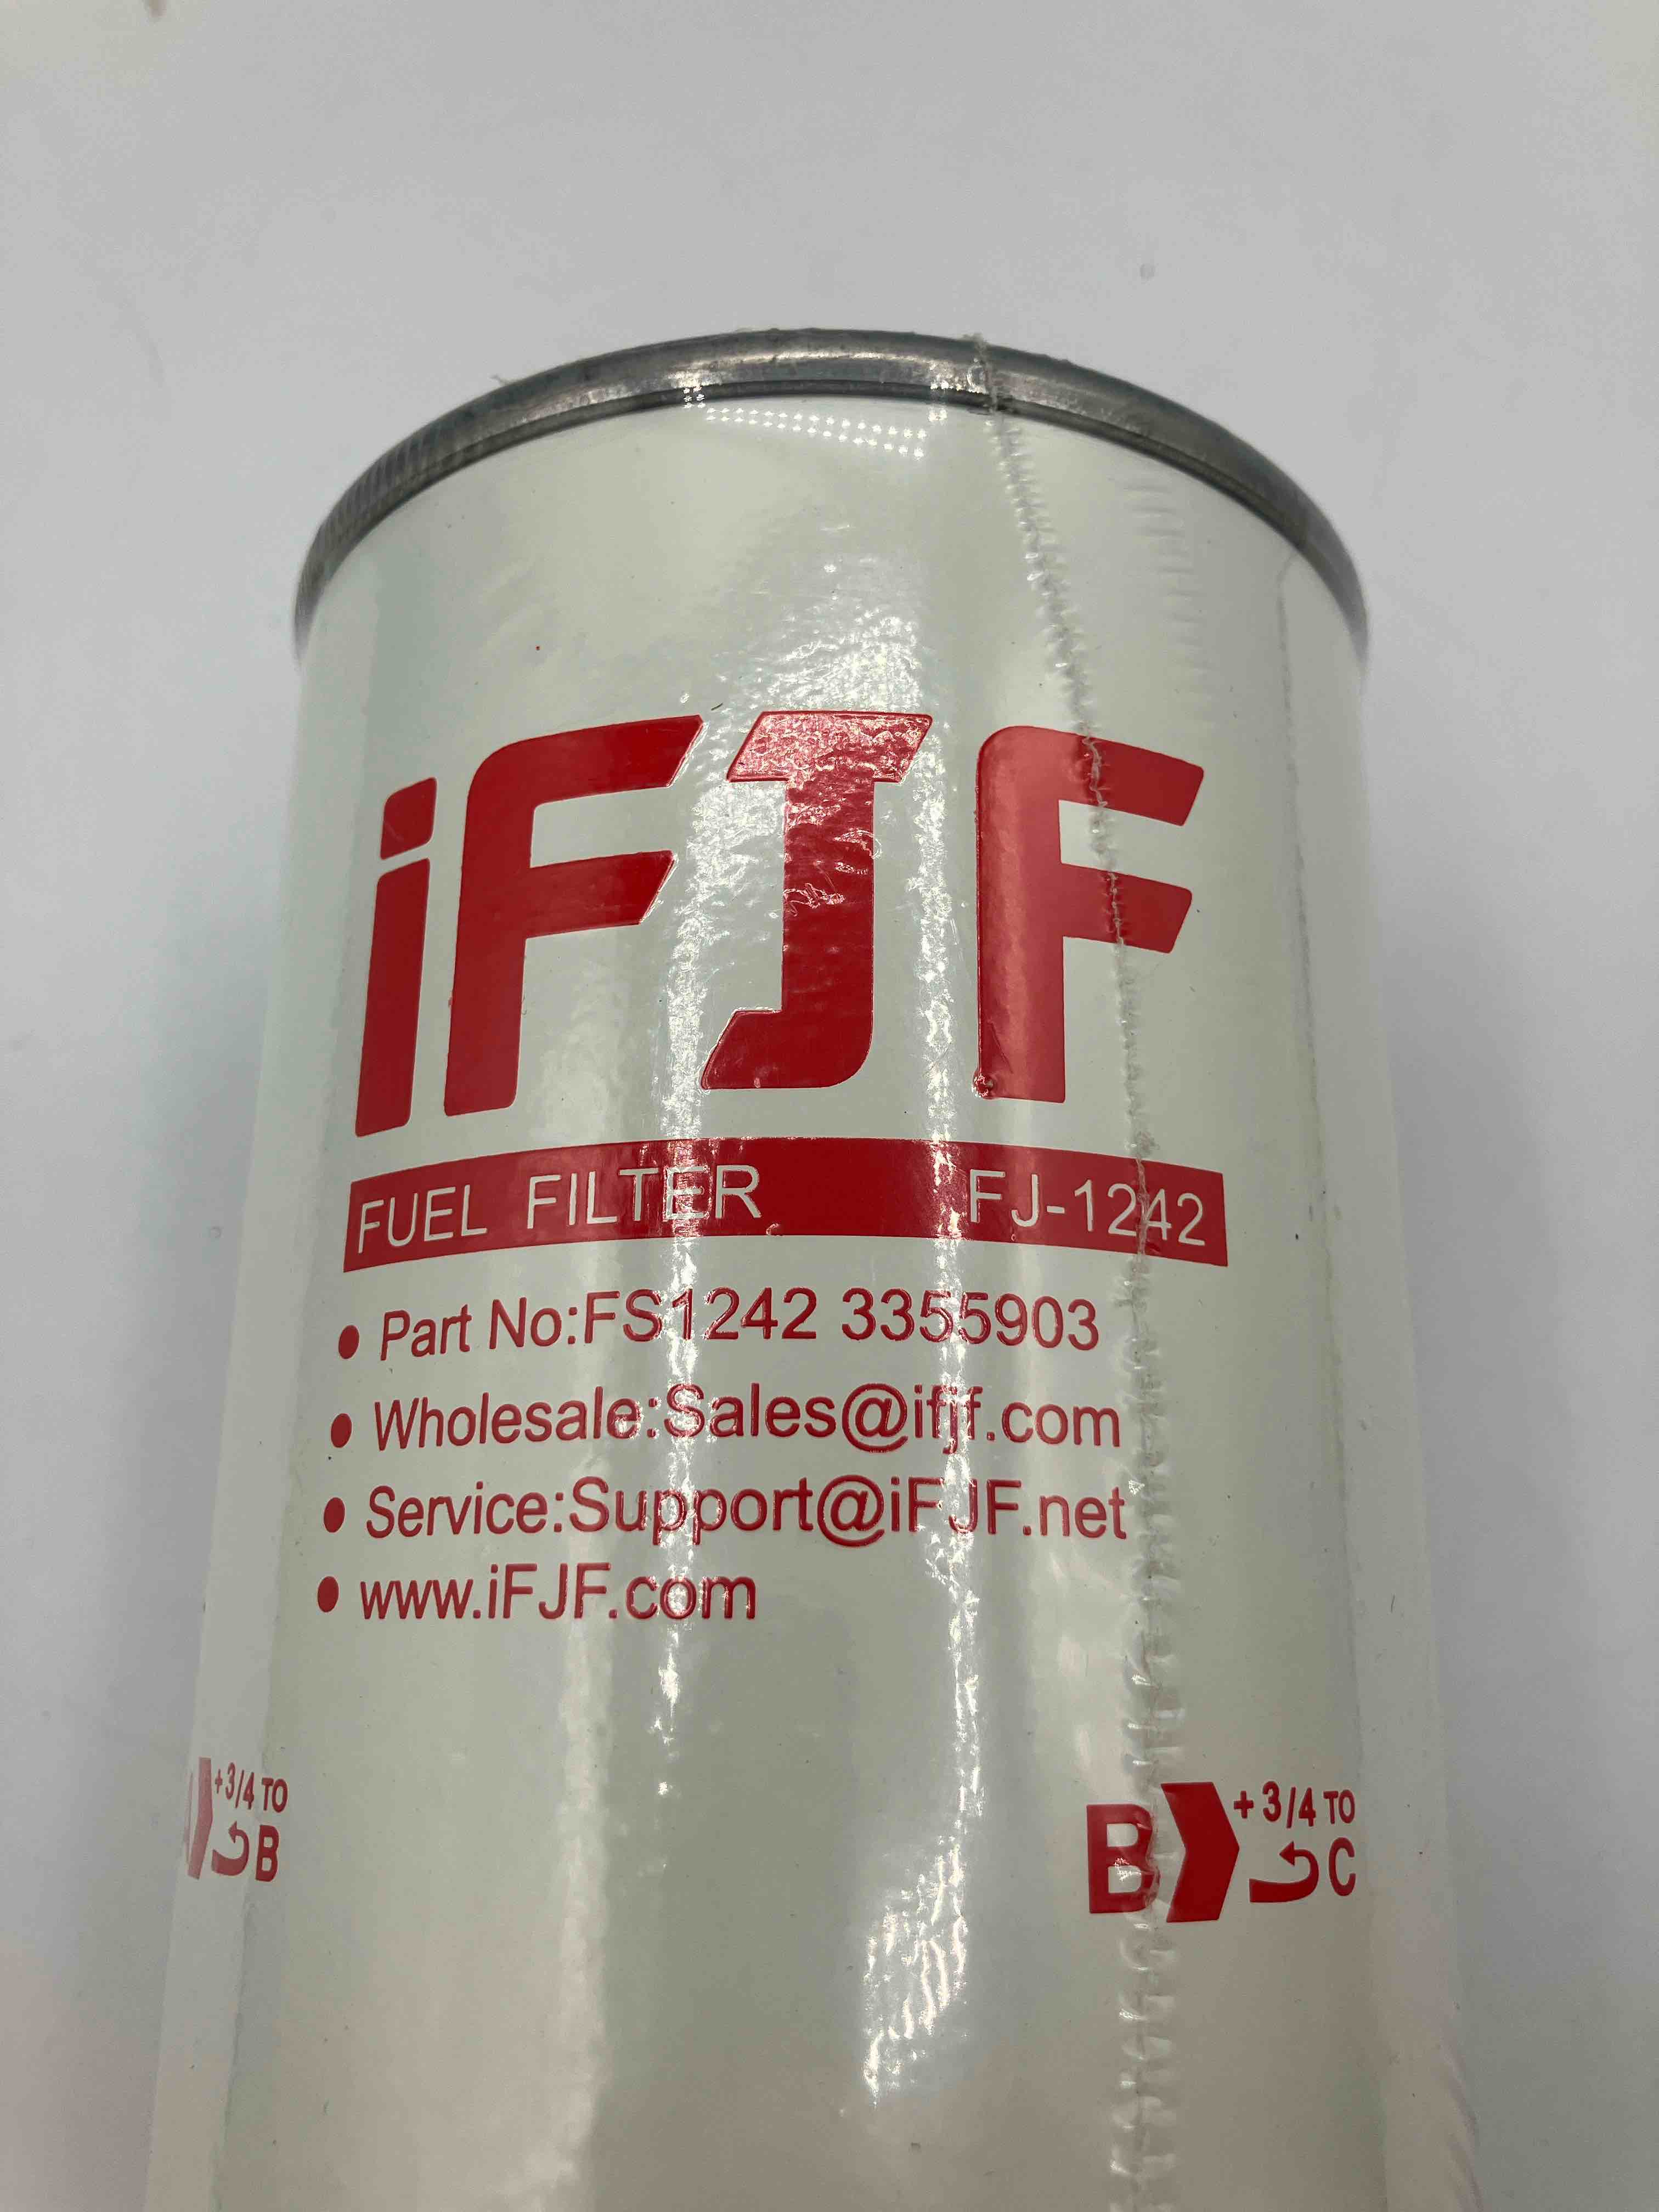 iFJF
FUEL FILTER FJ-1242
Part No:FS1242 3355903
Wholesale:Sales@ifjf.com
Service:Support@iFJF.net
www.iFJF.com
+3/4 TO
B
B +3/4 TO
C